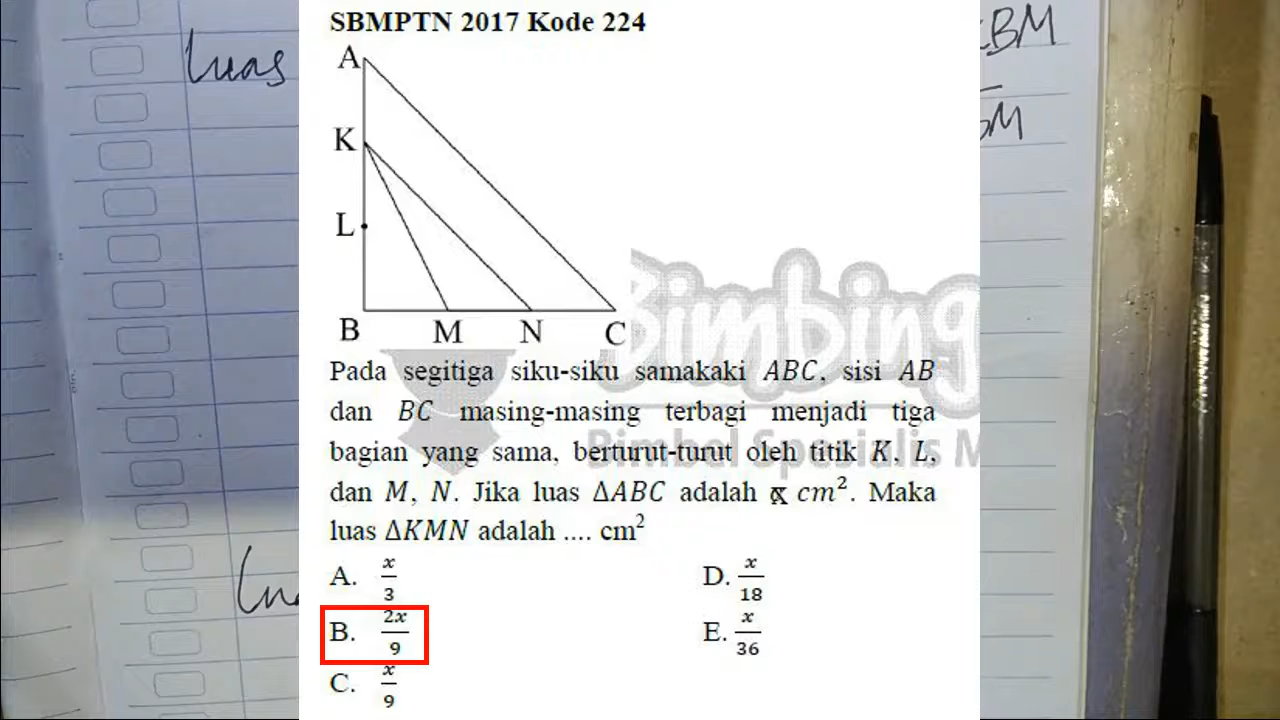 SBMPTN 2017 Kode 224
A
K
L
B M N C
Pada segitiga siku-siku samakaki ABC, sisi AB
dan BC masing-masing terbagi menjadi tiga
bagian yang sama, berturut-turut oleh titik K, L,
dan M, N. Jika luas ΔABC adalah x cm². Maka
luas ΔKMN adalah .... cm²
A. x/3
B. 2x/9
C. x/9
D. x/18
E. x/36
Luas
BM
Bimbing
Bimbel Spesialis M